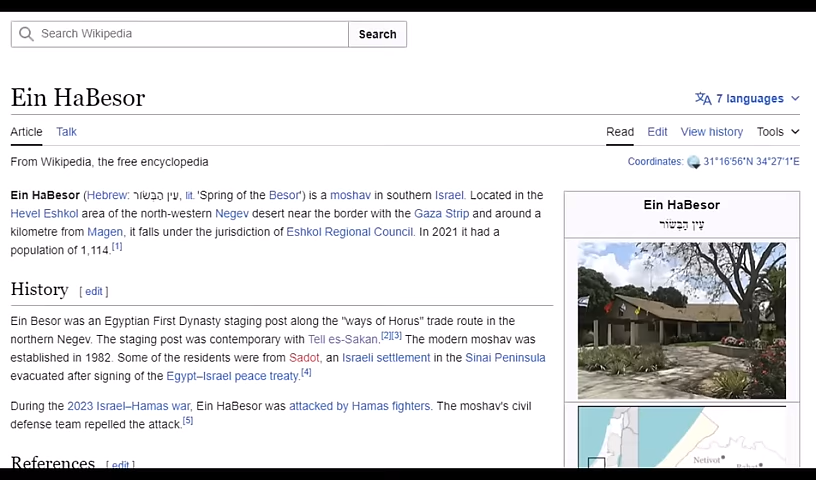 Search Wikipedia
Search
Ein HaBesor
7 languages
Article Talk
Read Edit View history Tools
From Wikipedia, the free encyclopedia
Coordinates: 31°16′56″N 34°27′1″E
Ein HaBesor (Hebrew: עֵין הַבְּשׂוֹר, lit. 'Spring of the Besor') is a moshav in southern Israel. Located in the
Hevel Eshkol area of the north-western Negev desert near the border with the Gaza Strip and around a
kilometre from Magen, it falls under the jurisdiction of Eshkol Regional Council. In 2021 it had a
population of 1,114.[1]
History [ edit ]
Ein Besor was an Egyptian First Dynasty staging post along the "ways of Horus" trade route in the
northern Negev. The staging post was contemporary with Tell es-Sakan.[2][3] The modern moshav was
established in 1982. Some of the residents were from Sadot, an Israeli settlement in the Sinai Peninsula
evacuated after signing of the Egypt–Israel peace treaty.[4]
During the 2023 Israel–Hamas war, Ein HaBesor was attacked by Hamas fighters. The moshav's civil
defense team repelled the attack.[5]
References [ edit ]
Ein HaBesor
עֵין הַבְּשׂוֹר
Netivot